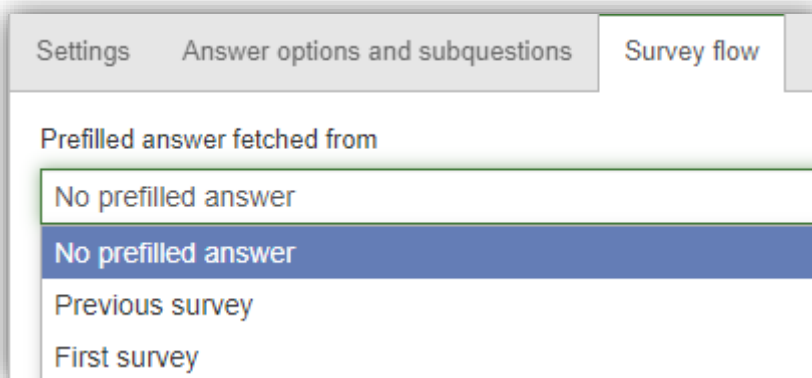 Settings Answer options and subquestions Survey flow
Prefilled answer fetched from
No prefilled answer
No prefilled answer
Previous survey
First survey